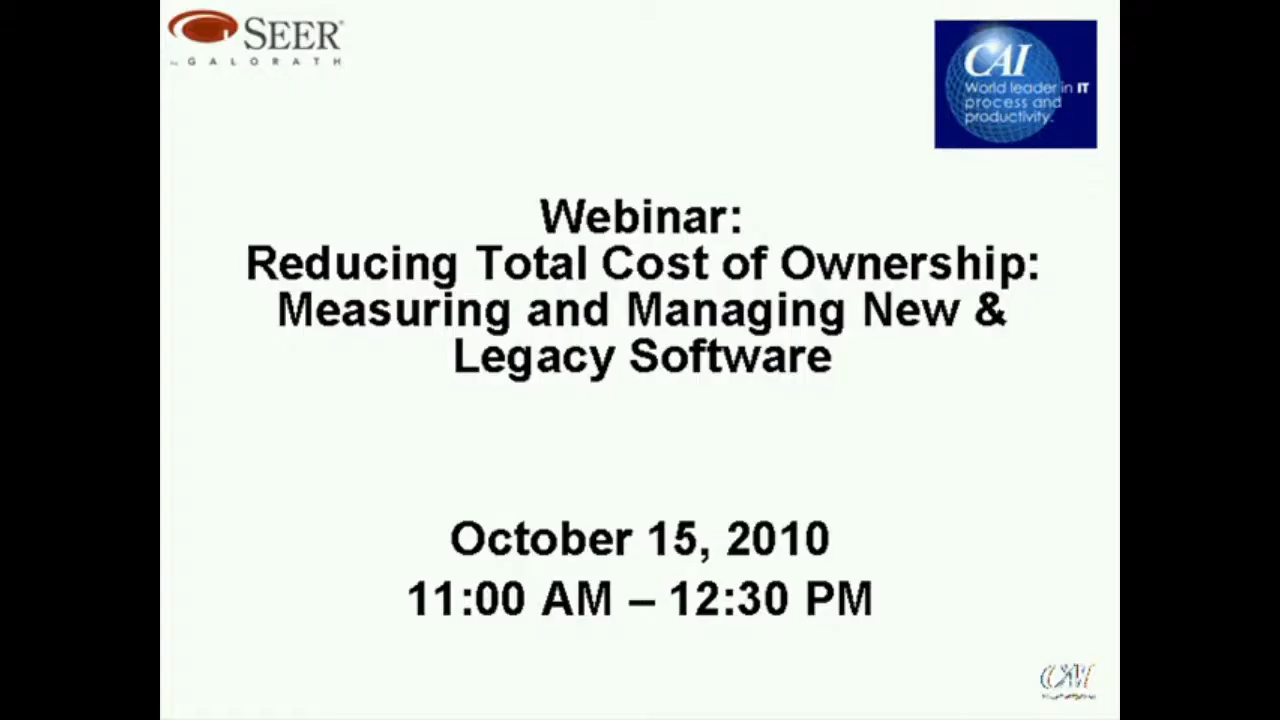 SEER®
by GALORATH
CAI
World leader in IT
process and
productivity.
Webinar:
Reducing Total Cost of Ownership:
Measuring and Managing New &
Legacy Software
October 15, 2010
11:00 AM – 12:30 PM